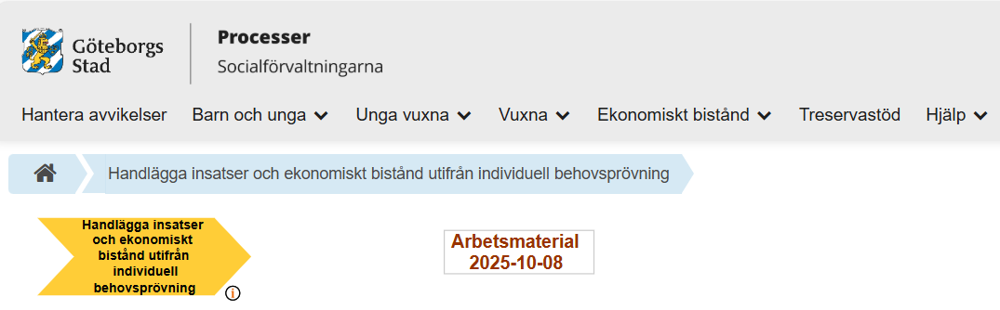 Göteborgs
Stad
Processer
Socialförvaltningarna
Hantera avvikelser Barn och unga Unga vuxna Vuxna Ekonomiskt bistånd Treservastöd Hjälp
Handlägga insatser och ekonomiskt bistånd utifrån individuell behovsprövning
Handlägga insatser
och ekonomiskt
bistånd utifrån
individuell
behovsprövning
Arbetsmaterial
2025-10-08